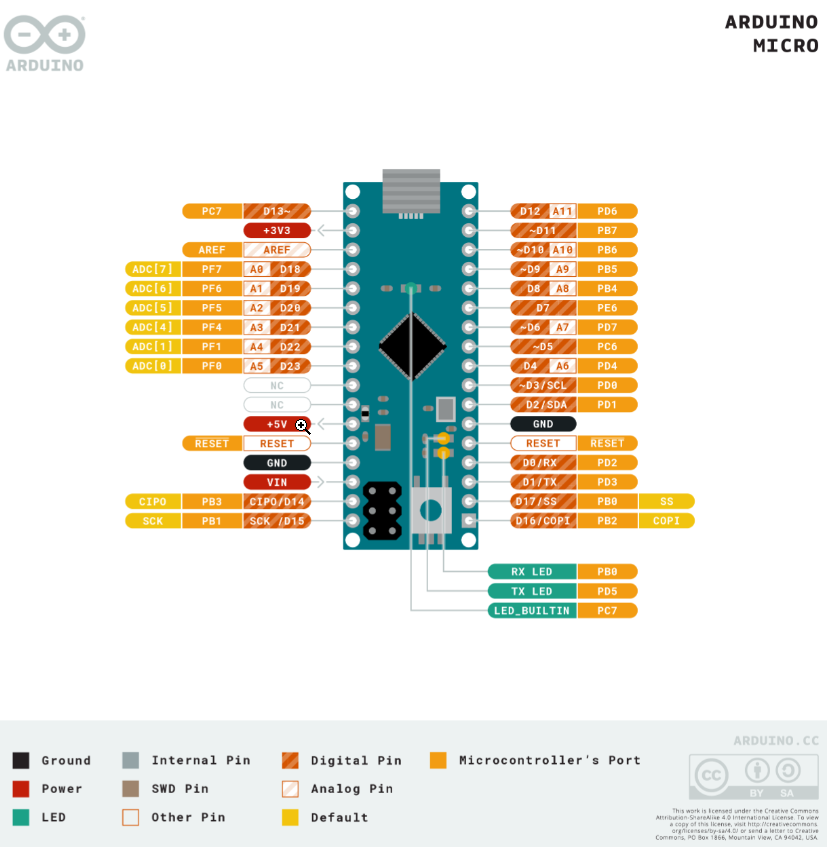 ARDUINO
ARDUINO
MICRO
PC7 D13~ D12 A11 PD6
+3V3 ~D11 PB7
AREF AREF ~D10 A10 PB6
ADC[7] PF7 A0 D18 ~D9 A9 PB5
ADC[6] PF6 A1 D19 D8 A8 PB4
ADC[5] PF5 A2 D20 D7 PE6
ADC[4] PF4 A3 D21 ~D6 A7 PD7
ADC[1] PF1 A4 D22 ~D5 PC6
ADC[0] PF0 A5 D23 D4 A6 PD4
NC ~D3/SCL PD0
NC D2/SDA PD1
+5V GND
RESET RESET RESET RESET
GND D0/RX PD2
VIN D1/TX PD3
CIPO PB3 CIPO/D14 D17/SS PB0 SS
SCK PB1 SCK /D15 D16/COPI PB2 COPI
RX LED PB0
TX LED PD5
LED_BUILTIN PC7
ARDUINO.CC
Ground Internal Pin Digital Pin Microcontroller's Port
Power SWD Pin Analog Pin
LED Other Pin Default
CC BY SA
This work is licensed under the Creative Commons
Attribution-ShareAlike 4.0 International License. To view
a copy of this license, visit http://creativecommons.
org/licenses/by-sa/4.0/ or send a letter to Creative
Commons, PO Box 1866, Mountain View, CA 94042, USA.